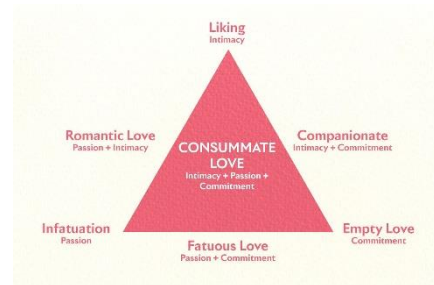 Liking
Intimacy
Romantic Love
Passion + Intimacy
Companionate
Intimacy + Commitment
CONSUMMATE
LOVE
Intimacy + Passion +
Commitment
Infatuation
Passion
Fatuous Love
Passion + Commitment
Empty Love
Commitment